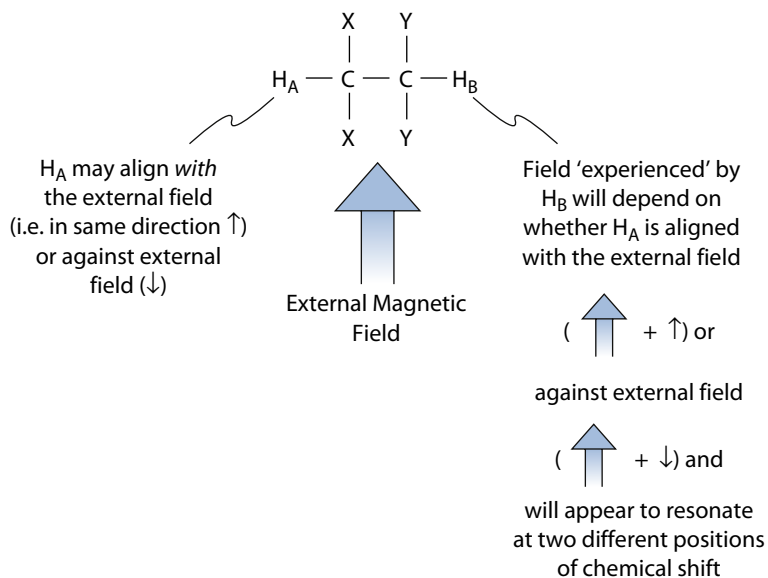 X Y
H_A — C — C — H_B
X Y
H_A may align with
the external field
(i.e. in same direction ↑)
or against external
field (↓)
External Magnetic
Field
Field 'experienced' by
H_B will depend on
whether H_A is aligned
with the external field
( + ↑) or
against external field
( + ↓) and
will appear to resonate
at two different positions
of chemical shift